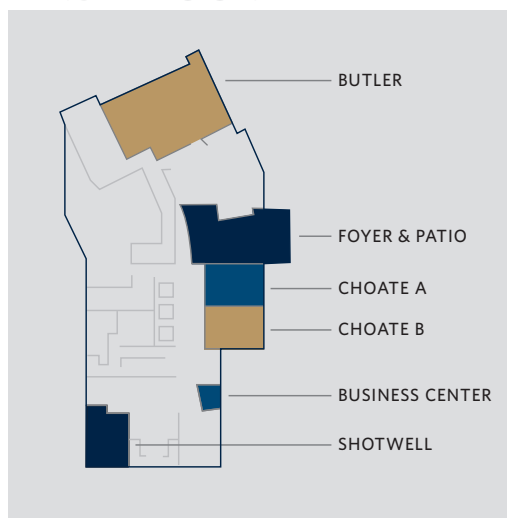 BUTLER
FOYER & PATIO
CHOATE A
CHOATE B
BUSINESS CENTER
SHOTWELL